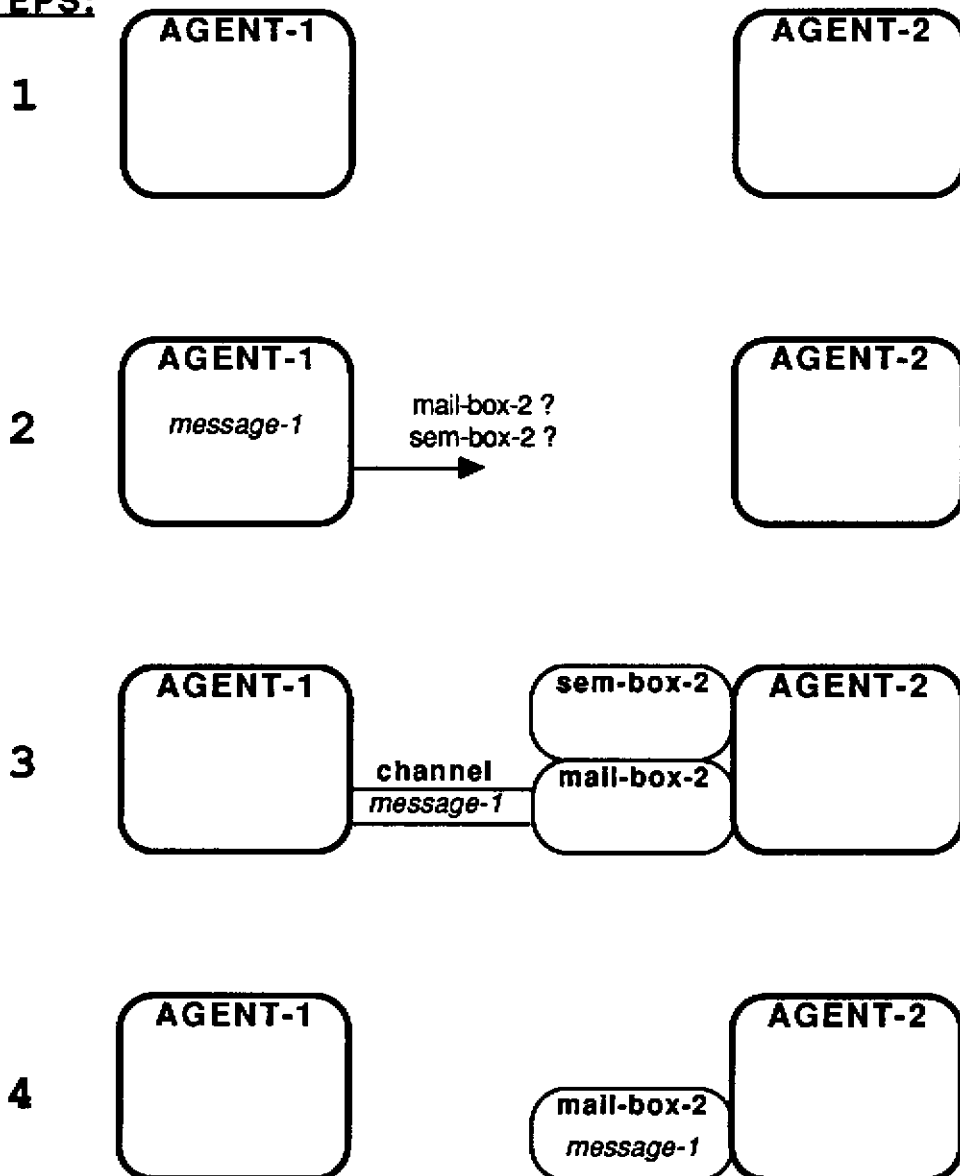 EPS:
AGENT-1 AGENT-2
1
AGENT-1 AGENT-2
mail-box-2 ?
2 message-1
sem-box-2 ?
AGENT-1 sem-box-2 AGENT-2
3
channel mail-box-2
message-1
AGENT-1 AGENT-2
4
mail-box-2
message-1